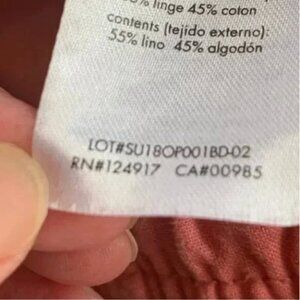 linge 45% coton
contents (tejido externo):
55% lino 45% algodón
LOT#SU18OP001BD-02
RN#124917 CA#00985